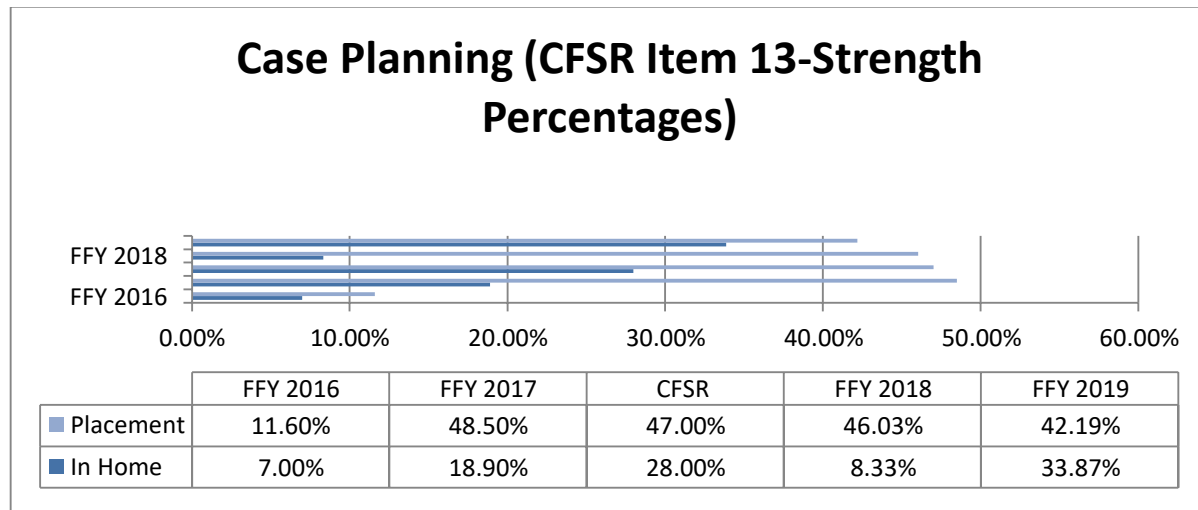 Case Planning (CFSR Item 13-Strength
Percentages)
FFY 2018
FFY 2016
0.00% 10.00% 20.00% 30.00% 40.00% 50.00% 60.00%
FFY 2016 FFY 2017 CFSR FFY 2018 FFY 2019
Placement 11.60% 48.50% 47.00% 46.03% 42.19%
In Home 7.00% 18.90% 28.00% 8.33% 33.87%